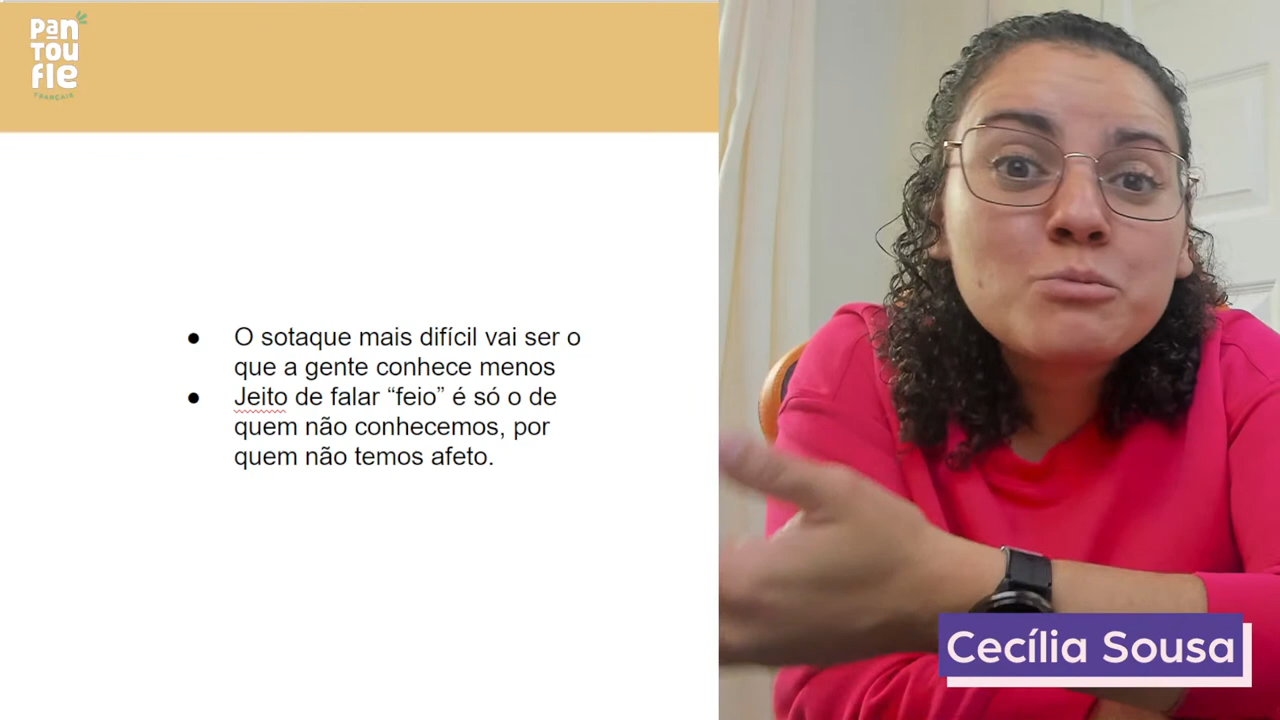 pan
TOU
fle
FRANÇAIS
● O sotaque mais difícil vai ser o
que a gente conhece menos
● Jeito de falar “feio” é só o de
quem não conhecemos, por
quem não temos afeto.
Cecília Sousa